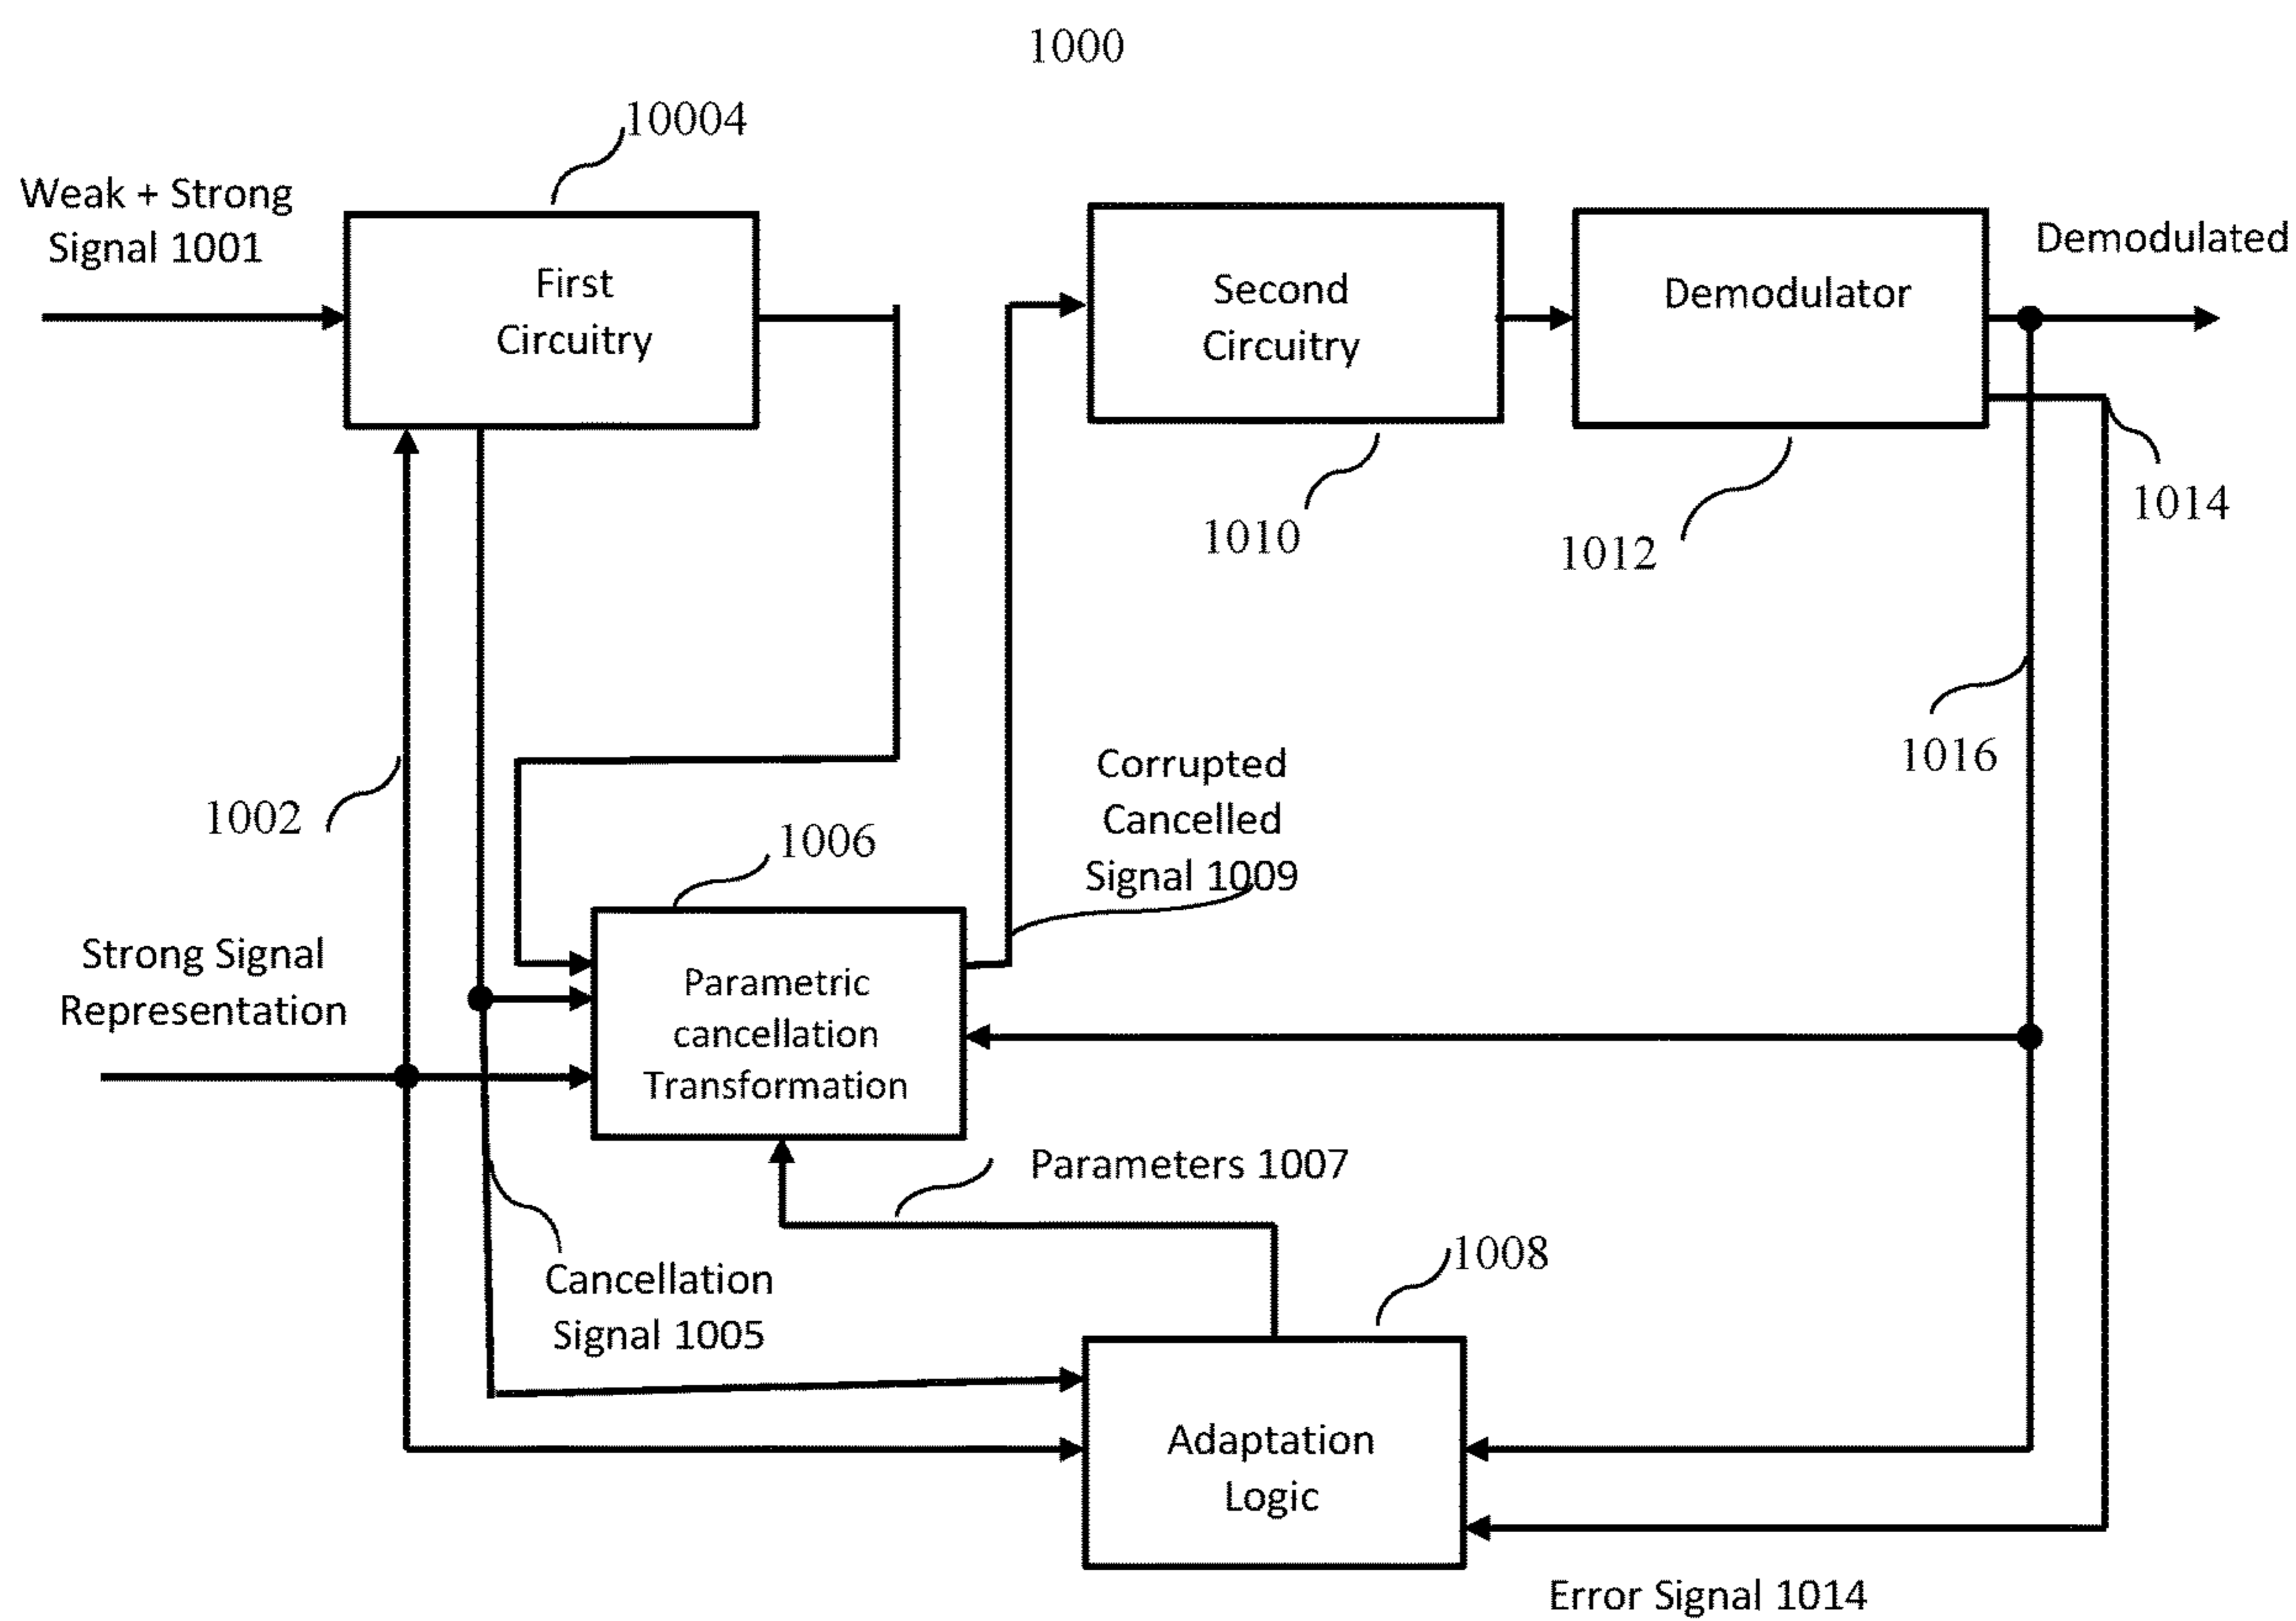 1000
10004
Weak + Strong
Signal 1001
First
Circuitry
Second
Circuitry
Demodulator
Demodulated
1010
1012
1014
1002
1016
Corrupted
Cancelled
Signal 1009
1006
Strong Signal
Representation
Parametric
cancellation
Transformation
Parameters 1007
Cancellation
Signal 1005
1008
Adaptation
Logic
Error Signal 1014